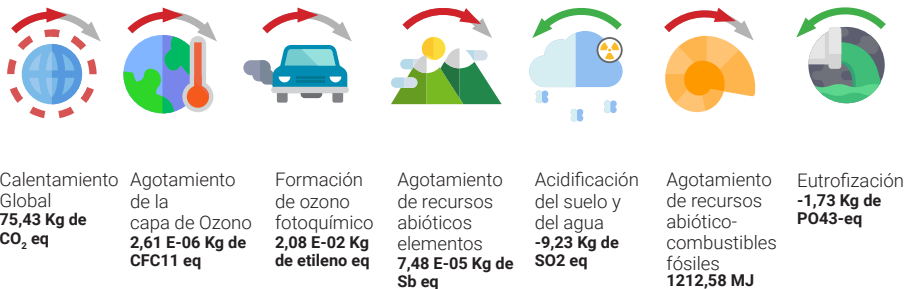 Calentamiento
Global
75,43 Kg de
CO2 eq
Agotamiento
de la
capa de Ozono
2,61 E-06 Kg de
CFC11 eq
Formación
de ozono
fotoquímico
2,08 E-02 Kg
de etileno eq
Agotamiento
de recursos
abióticos
elementos
7,48 E-05 Kg de
Sb eq
Acidificación
del suelo y
del agua
-9,23 Kg de
SO2 eq
Agotamiento
de recursos
abiótico-
combustibles
fósiles
1212,58 MJ
Eutrofización
-1,73 Kg de
PO43-eq